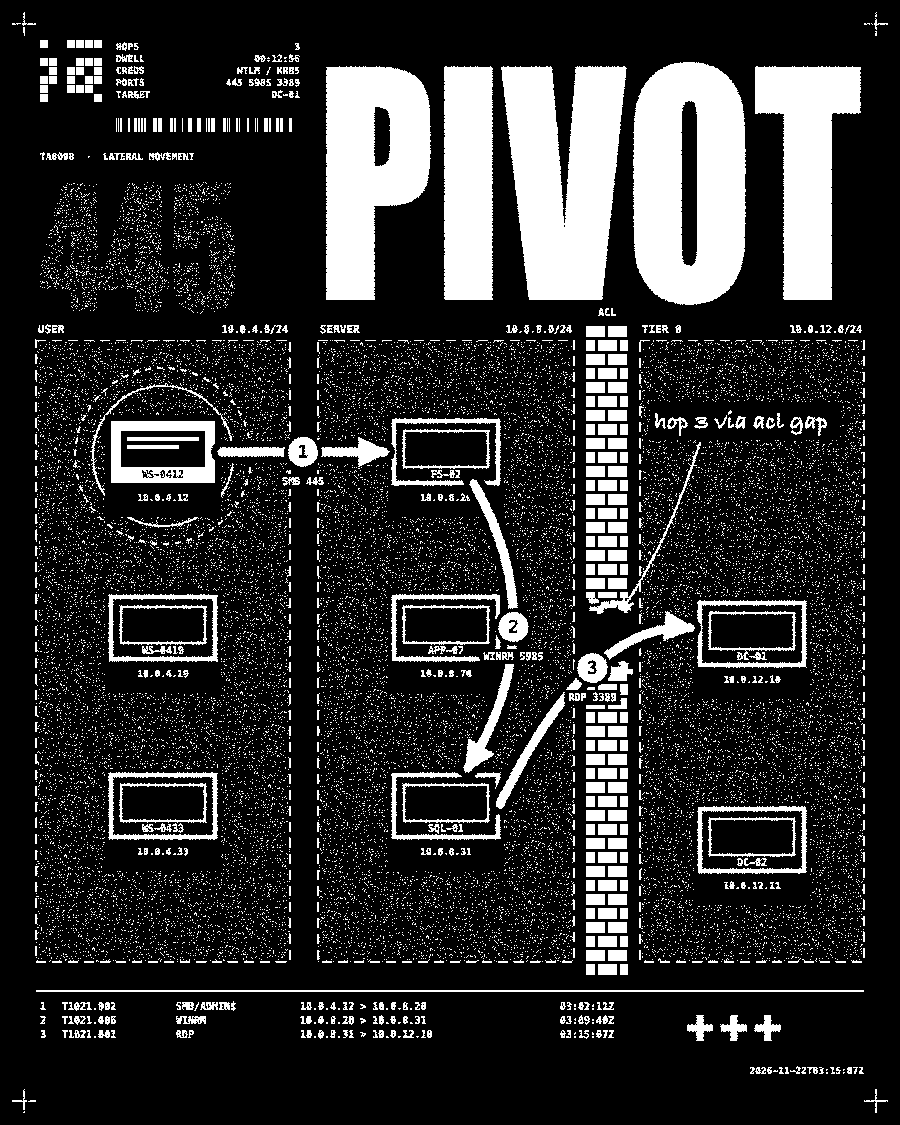 HOPS 3
DWELL 00:12:56
CREDS NTLM / KRB5
PORTS 445 5985 3389
TARGET DC-01
TA0008 · LATERAL MOVEMENT
445
PIVOT
ACL
USER 10.0.4.0/24
SERVER 10.0.8.0/24
TIER 0 10.0.12.0/24
hop 3 via acl gap
WS-0412
10.0.4.12
1
SMB 445
FS-02
10.0.8.20
WS-0419
10.0.4.19
APP-07
2
WINRM 5985
DC-01
10.0.12.10
3
RDP 3389
WS-0433
10.0.4.33
SQL-01
10.0.8.31
DC-02
10.0.12.11
1 T1021.002 SMB/ADMIN$ 10.0.4.12 > 10.0.8.20 03:02:11Z
2 T1021.006 WINRM 10.0.8.20 > 10.0.8.31 03:09:40Z
3 T1021.001 RDP 10.0.8.31 > 10.0.12.10 03:15:07Z
2026-11-22T03:15:07Z